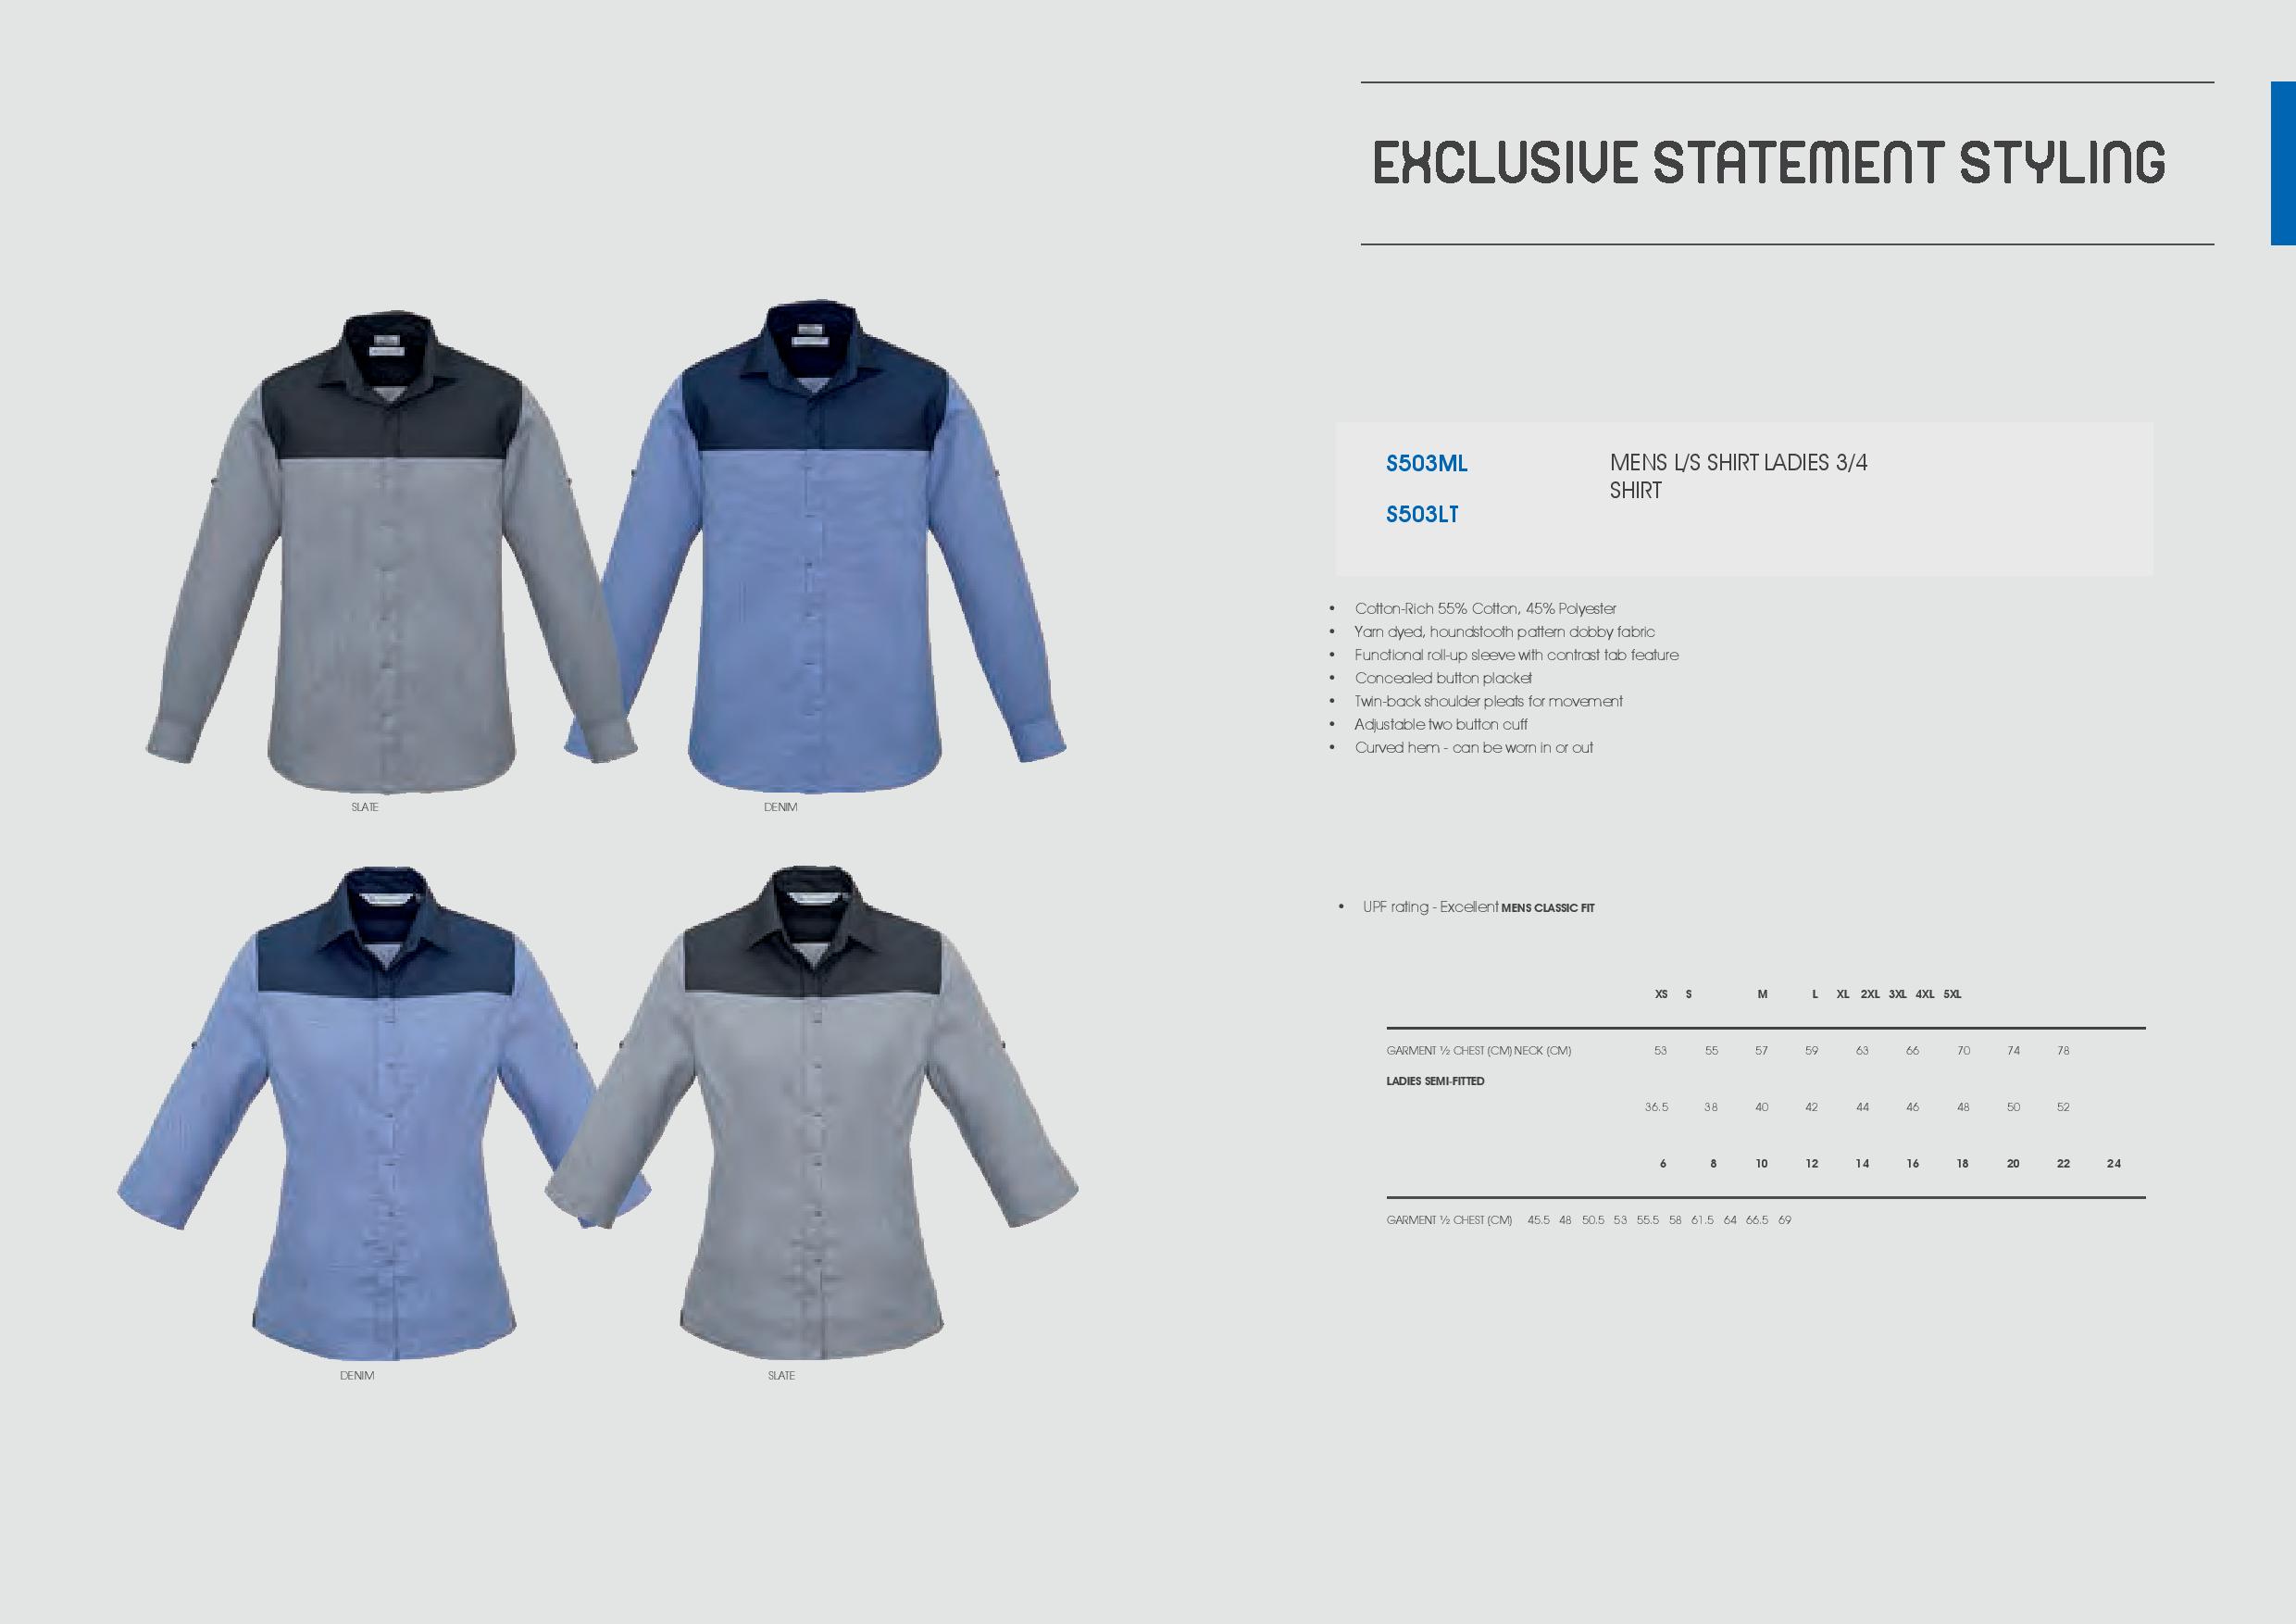 EXCLUSIVE STATEMENT STYLING
SLATE
DENIM
DENIM
SLATE
S503ML
S503LT
MENS L/S SHIRT LADIES 3/4
SHIRT
• Cotton-Rich 55% Cotton, 45% Polyester
• Yarn dyed, houndstooth pattern dobby fabric
• Functional roll-up sleeve with contrast tab feature
• Concealed button placket
• Twin-back shoulder pleats for movement
• Adjustable two button cuff
• Curved hem - can be worn in or out
• UPF rating - Excellent MENS CLASSIC FIT
XS S M L XL 2XL 3XL 4XL 5XL
GARMENT ½ CHEST (CM) NECK (CM) 53 55 57 59 63 66 70 74 78
LADIES SEMI-FITTED
36.5 38 40 42 44 46 48 50 52
6 8 10 12 14 16 18 20 22 24
GARMENT ½ CHEST (CM) 45.5 48 50.5 53 55.5 58 61.5 64 66.5 69